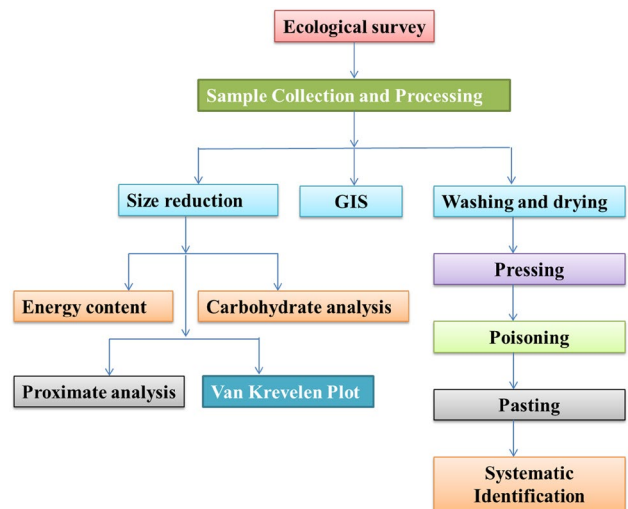 Ecological survey
Sample Collection and Processing
Size reduction
GIS
Washing and drying
Pressing
Energy content
Carbohydrate analysis
Poisoning
Proximate analysis
Van Krevelen Plot
Pasting
Systematic
Identification